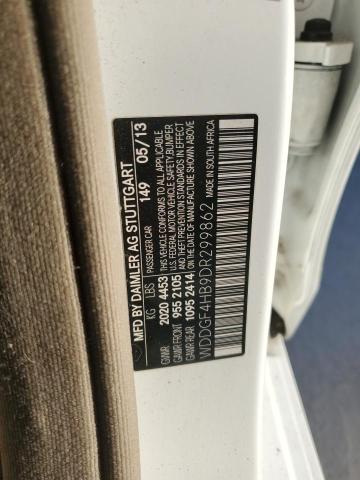 MFD BY DAIMLER AG STUTTGART
149 05/13
PASSENGER CAR
KG LBS
GVWR 2020 4453
GAWR FRONT 955 2105
GAWR REAR 1095 2414
THIS VEHICLE CONFORMS TO ALL APPLICABLE
U.S. FEDERAL MOTOR VEHICLE SAFETY BUMPER
AND THEFT PREVENTION STANDARDS IN EFFECT
ON THE DATE OF MANUFACTURE SHOWN ABOVE
WDDGF4HB9DR299862
MADE IN SOUTH AFRICA